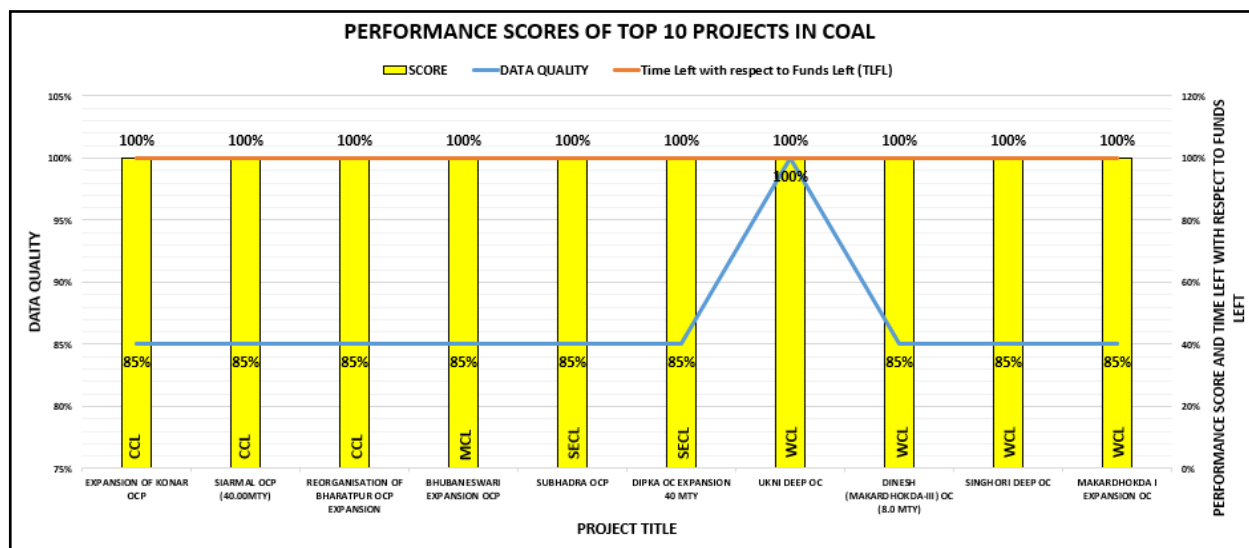 PERFORMANCE SCORES OF TOP 10 PROJECTS IN COAL
SCORE DATA QUALITY Time Left with respect to Funds Left (TLFL)
105%
100%
95%
90%
85%
80%
75%
DATA QUALITY
100% 100% 100% 100% 100% 100% 100% 100% 100% 100%
100%
85% 85% 85% 85% 85% 85% 85% 85% 85%
CCL CCL CCL MCL SECL SECL WCL WCL WCL WCL
120%
100%
80%
60%
40%
20%
0%
PERFORMANCE SCORE AND TIME LEFT WITH RESPECT TO FUNDS
LEFT
EXPANSION OF KONAR
OCP
SIARMAL OCP
(40.00MTY)
REORGANISATION OF
BHARATPUR OCP
EXPANSION
BHUBANESWARI
EXPANSION OCP
SUBHADRA OCP
DIPKA OC EXPANSION
40 MTY
UKNI DEEP OC
DINESH
(MAKARDHOKDA-III) OC
(8.0 MTY)
SINGHORI DEEP OC
MAKARDHOKDA I
EXPANSION OC
PROJECT TITLE